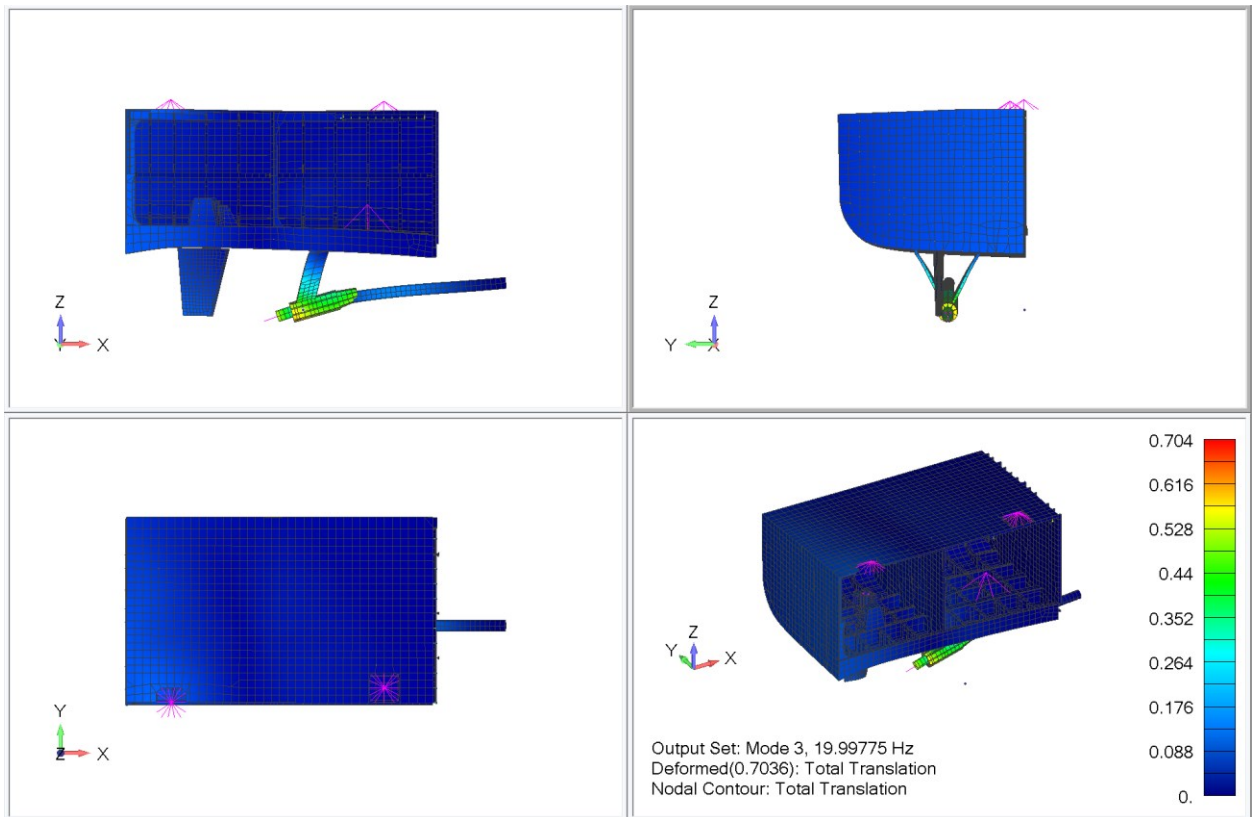 Z
Y X
Z
Y X
Y
Z X
Z
Y X
Output Set: Mode 3, 19.99775 Hz
Deformed(0.7036): Total Translation
Nodal Contour: Total Translation
0.704
0.616
0.528
0.44
0.352
0.264
0.176
0.088
0.